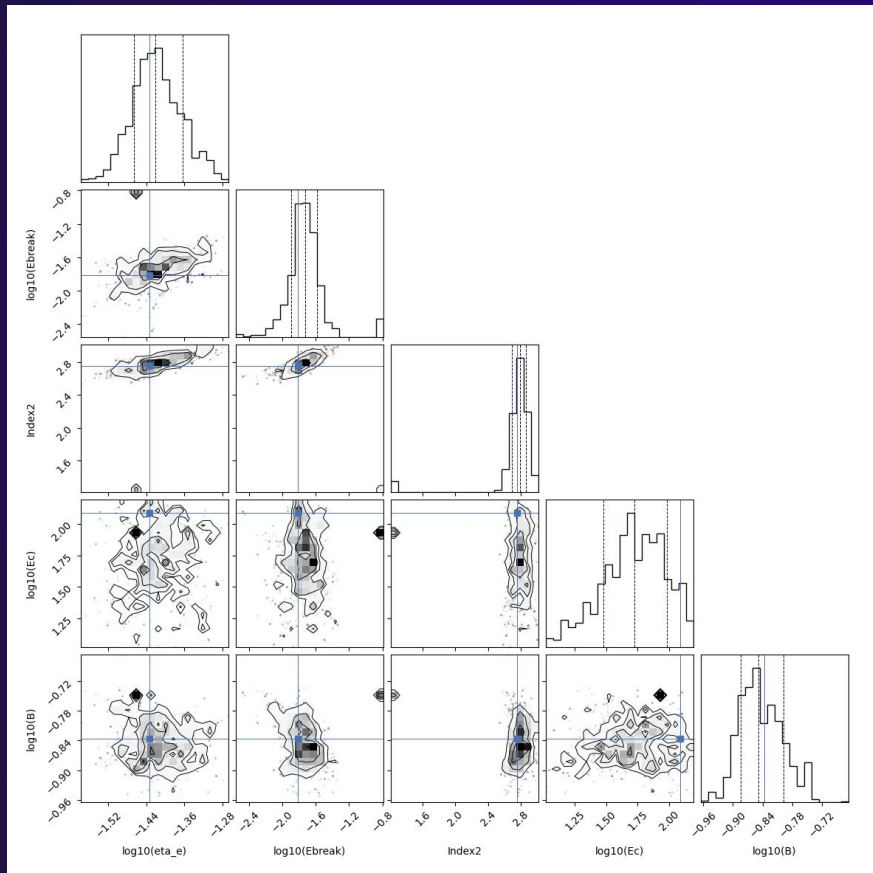 log10(Ebreak)
-0.8
-1.2
-1.6
-2.0
-2.4
Index2
2.8
2.4
2.0
1.6
log10(Ec)
2.00
1.75
1.50
1.25
log10(B)
−0.72
−0.78
−0.84
−0.90
−0.96
−1.52 −1.44 −1.36 −1.28
log10(eta_e)
−2.4 −2.0 −1.6 −1.2 −0.8
log10(Ebreak)
1.6 2.0 2.4 2.8
Index2
1.25 1.50 1.75 2.00
log10(Ec)
−0.96 −0.90 −0.84 −0.78 −0.72
log10(B)